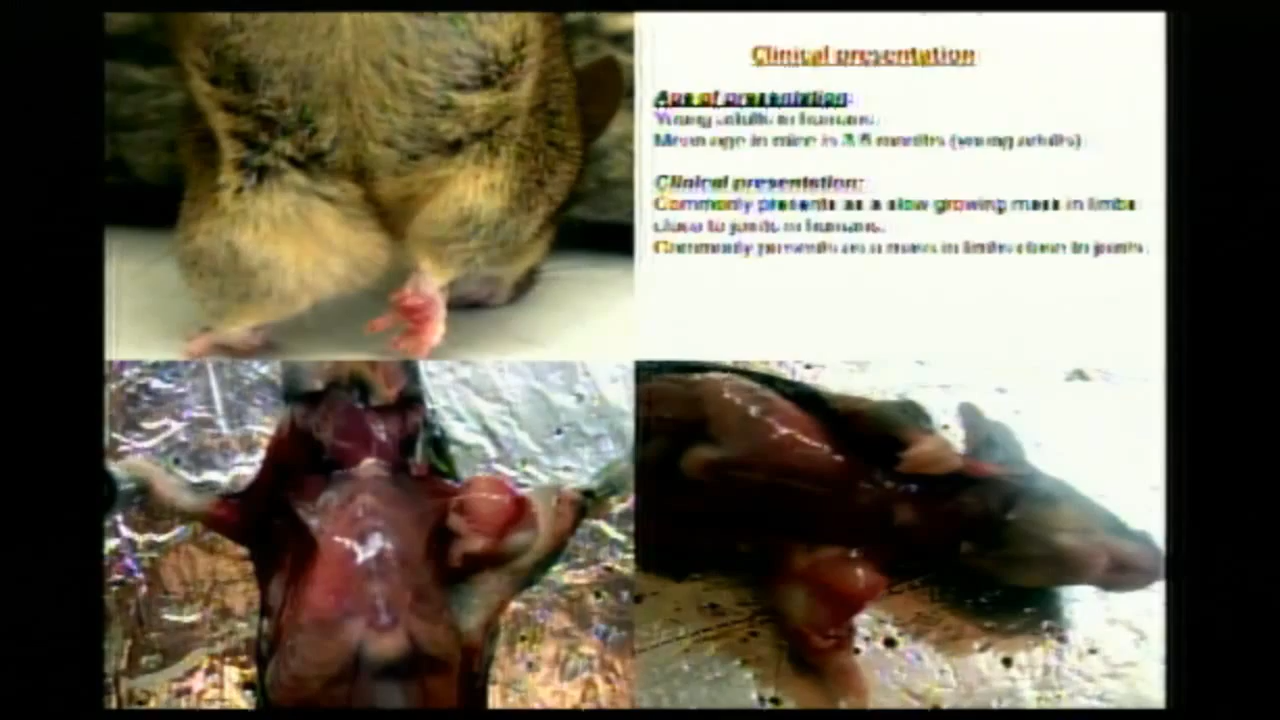 Clinical presentation
Age of presentation:
Young adults in humans.
Mean age in mice is 3.5 months (young adults)
Clinical presentation:
Commonly presents as a slow growing mass in limbs
close to joints in humans.
Commonly presents as a mass in limbs close to joints.